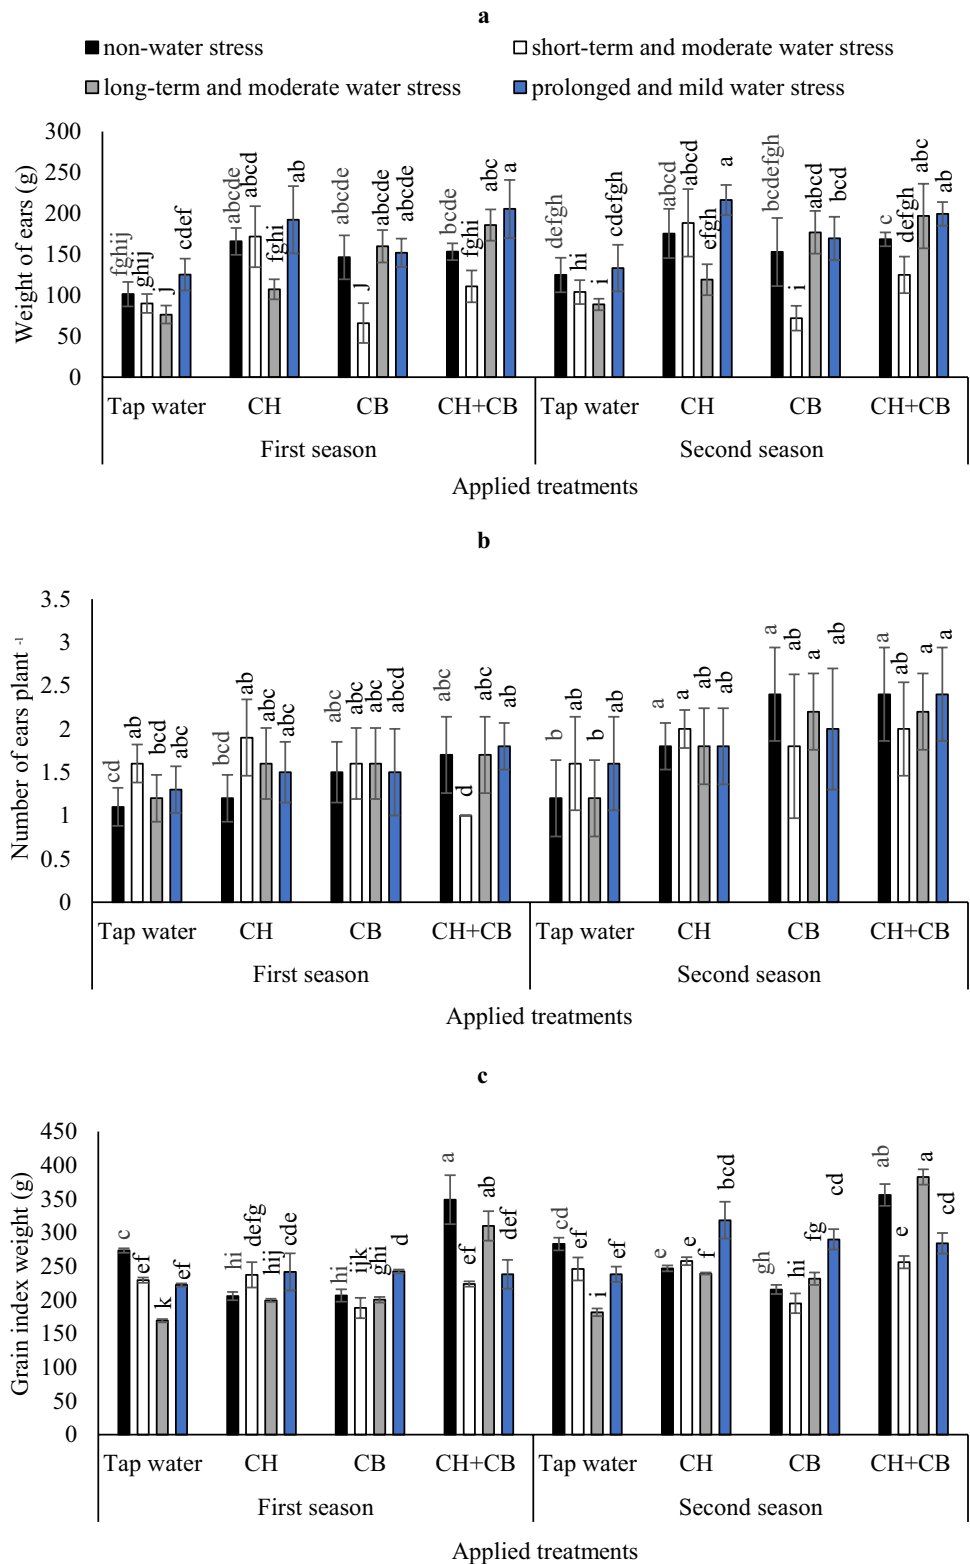 a
non-water stress
short-term and moderate water stress
long-term and moderate water stress
prolonged and mild water stress
Weight of ears (g)
300
250
200
150
100
50
0
fghij
ghij
j
cdef
abcde
abcd
fghi
ab
abcde
j
abcde
abcde
bcde
fghi
abc
a
defgh
hi
i
cdefgh
abcd
abcd
efgh
a
bcdefgh
i
abcd
bcd
c
defgh
abc
ab
Tap water CH CB CH+CB Tap water CH CB CH+CB
First season Second season
Applied treatments
b
Number of ears plant -1
3.5
3
2.5
2
1.5
1
0.5
0
cd
ab
bcd
abc
bcd
ab
abc
abc
abc
abc
abc
abcd
abc
d
abc
ab
b
ab
b
ab
a
a
ab
ab
a
ab
a
ab
a
ab
a
a
Tap water CH CB CH+CB Tap water CH CB CH+CB
First season Second season
Applied treatments
c
Grain index weight (g)
450
400
350
300
250
200
150
100
50
0
c
ef
k
ef
hi
defg
hij
cde
hi
ijk
ghi
d
a
ef
ab
def
cd
ef
i
ef
e
e
f
bcd
gh
hi
fg
cd
ab
e
a
cd
Tap water CH CB CH+CB Tap water CH CB CH+CB
First season Second season
Applied treatments